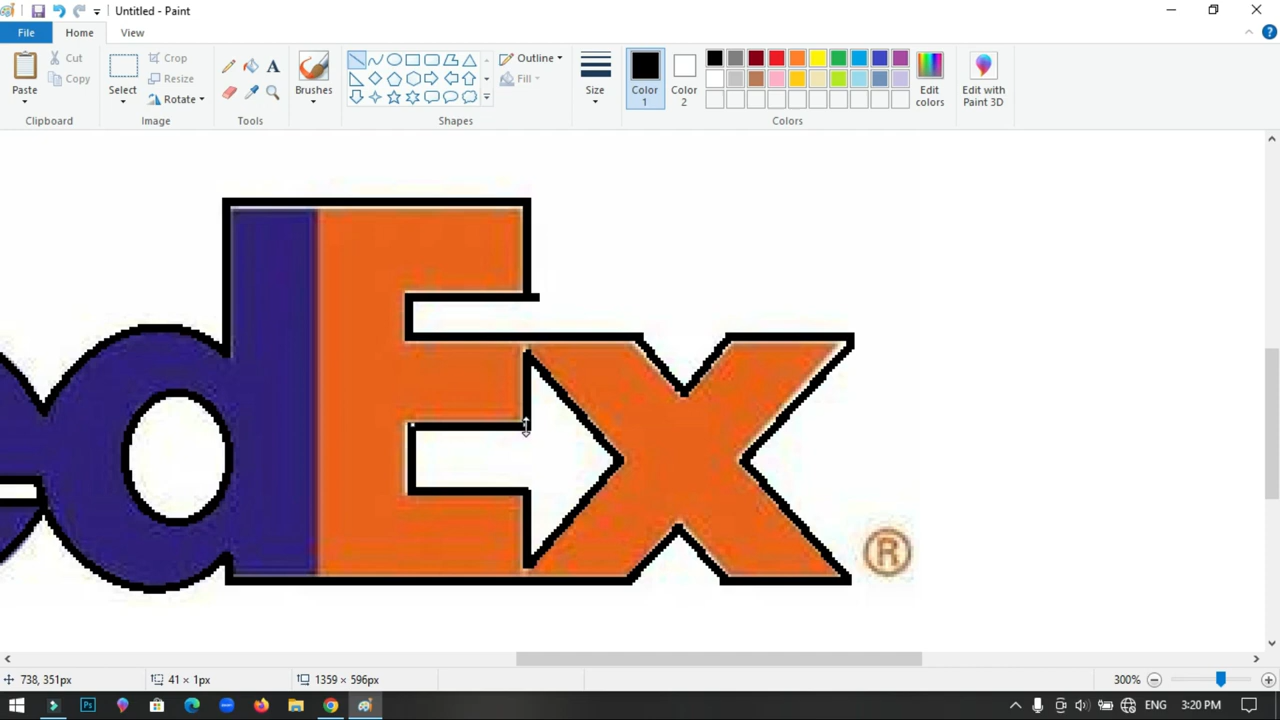 Untitled - Paint
File Home View
Paste
Cut
Copy
Clipboard
Select
Crop
Resize
Rotate
Image
Tools
Brushes
Shapes
Outline
Fill
Size
Color 1
Color 2
Edit colors
Colors
Edit with Paint 3D
edEx ®
738, 351px
41 × 1px
1359 × 596px
300%
Ps
ENG
3:20 PM